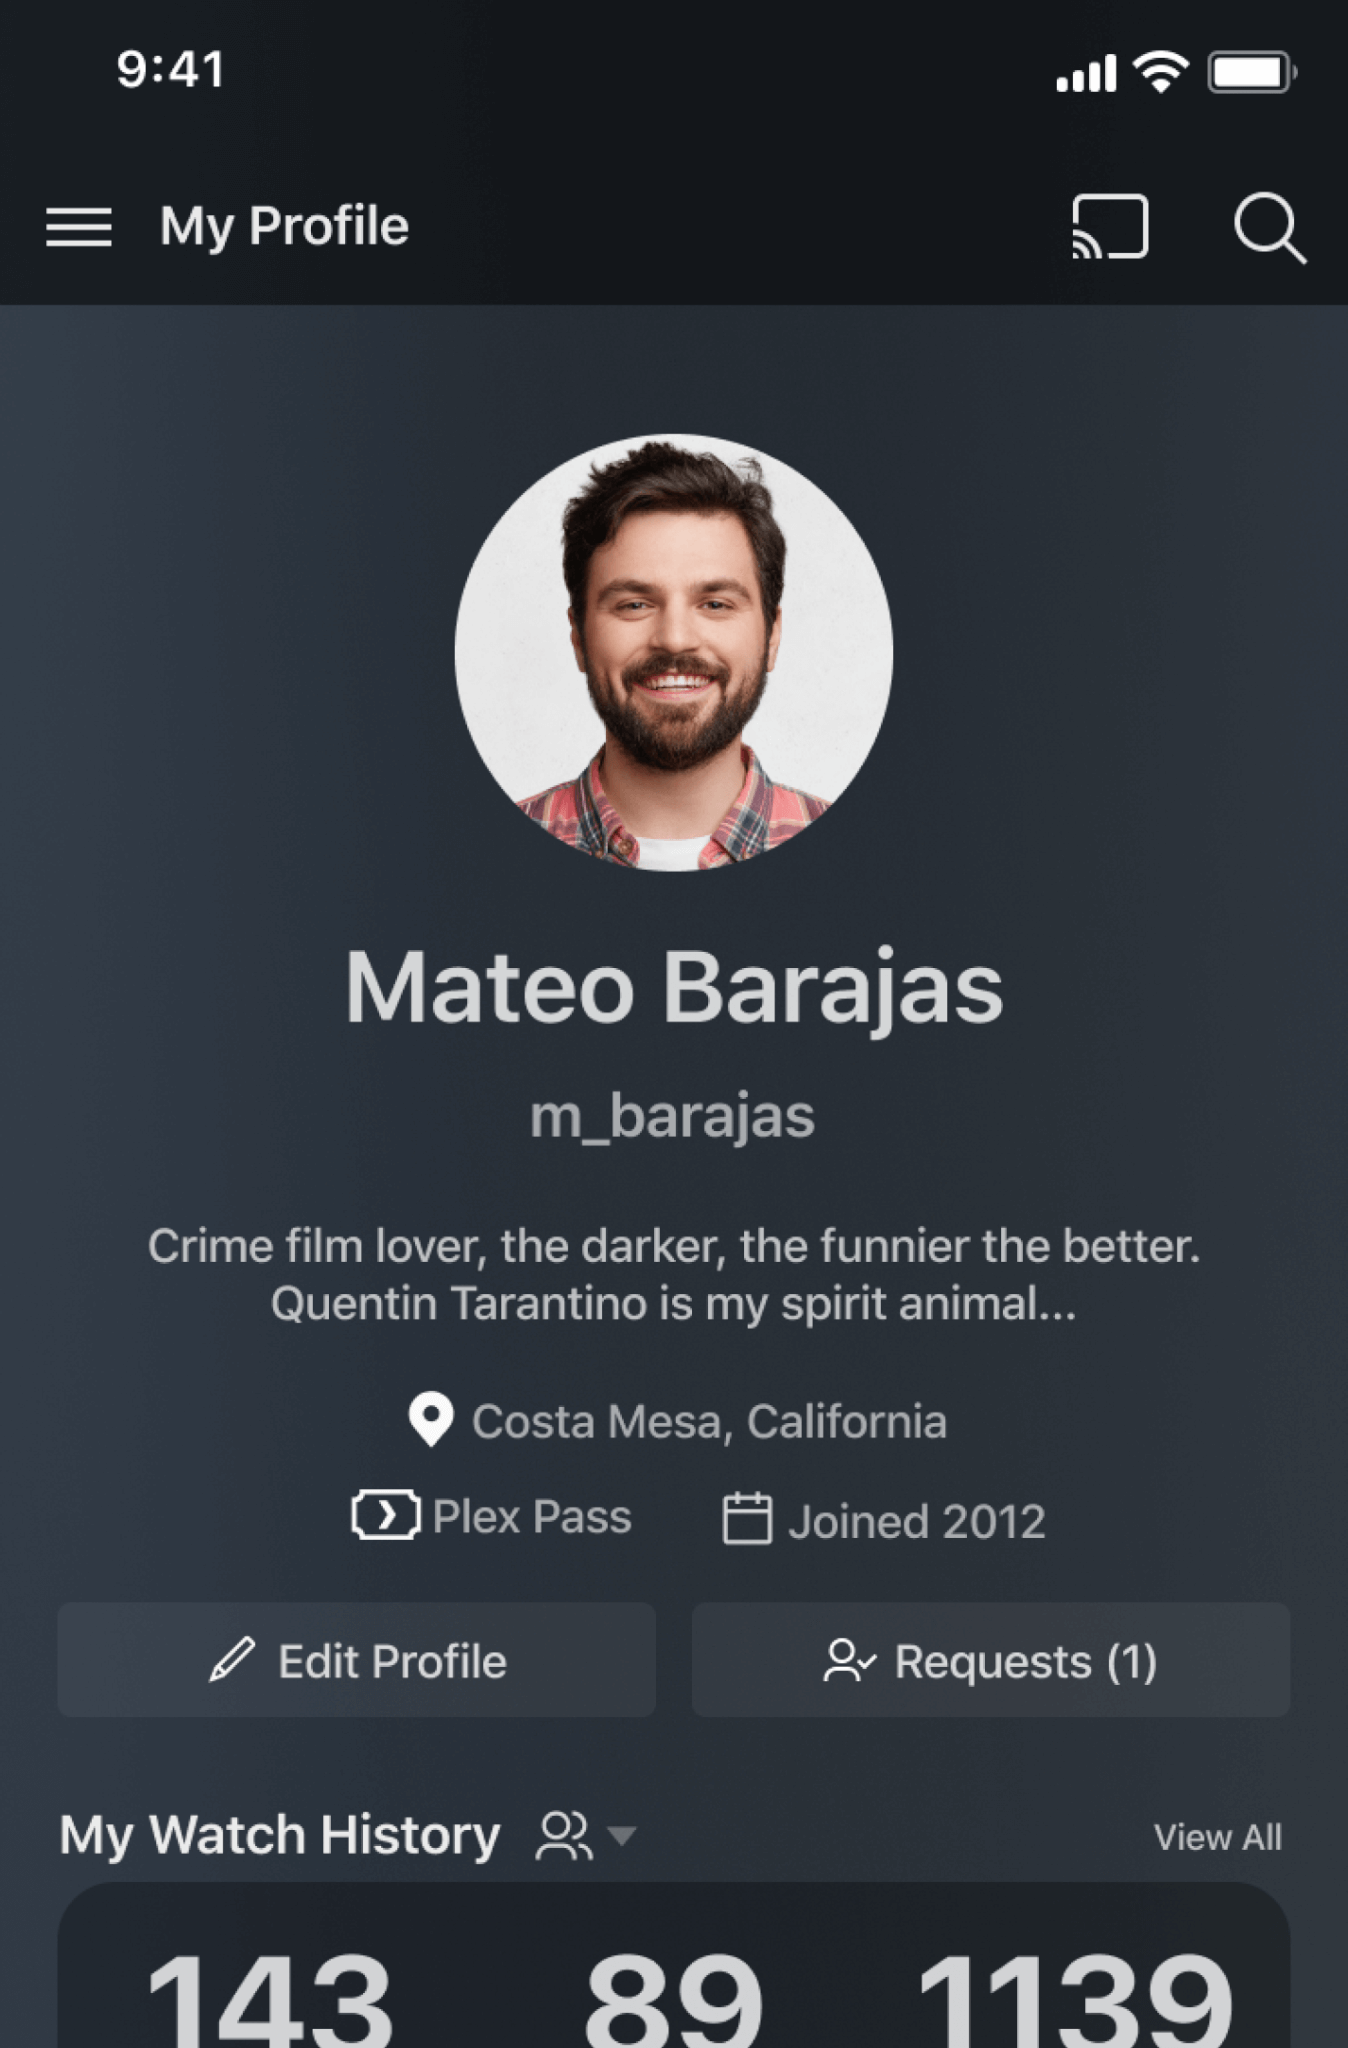 9:41
My Profile
Mateo Barajas
m_barajas
Crime film lover, the darker, the funnier the better.
Quentin Tarantino is my spirit animal...
Costa Mesa, California
Plex Pass Joined 2012
Edit Profile Requests (1)
My Watch History View All
143 89 1139